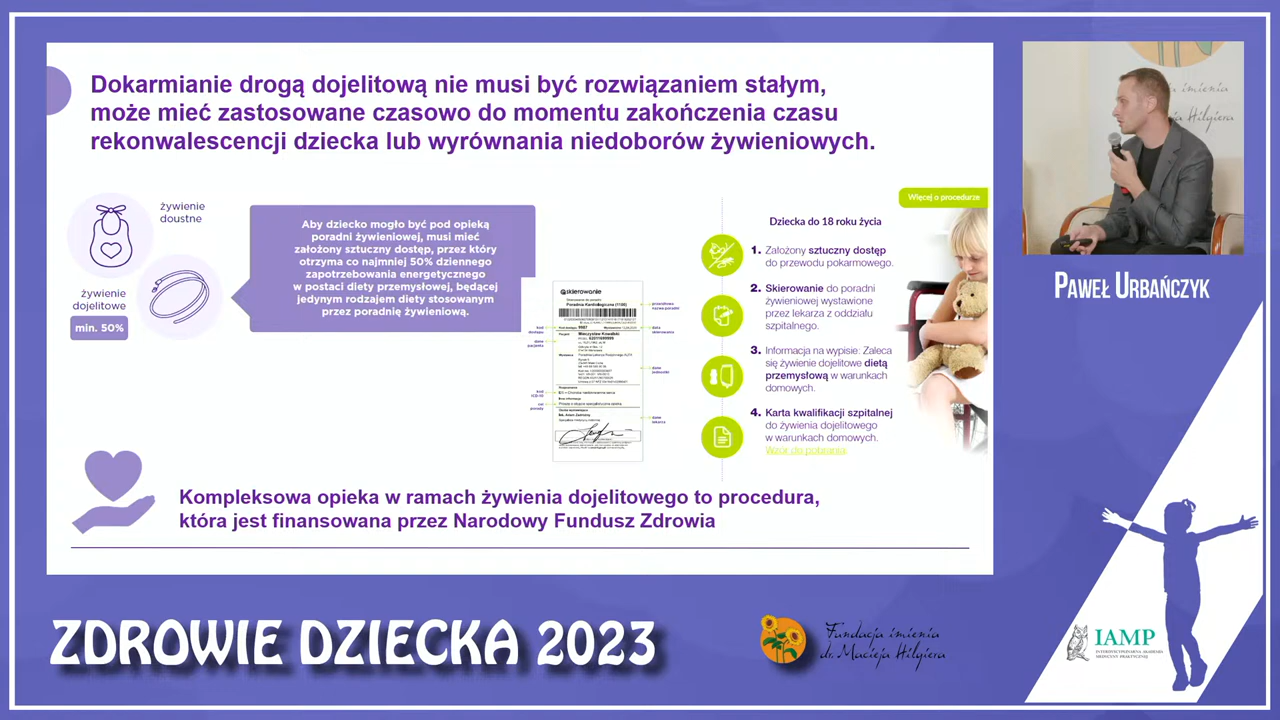 Dokarmianie drogą dojelitową nie musi być rozwiązaniem stałym,
może mieć zastosowane czasowo do momentu zakończenia czasu
rekonwalescencji dziecka lub wyrównania niedoborów żywieniowych.
żywienie
doustne
żywienie
dojelitowe
min. 50%
Aby dziecko mogło być pod opieką
poradni żywieniowej, musi mieć
założony sztuczny dostęp, przez który
otrzyma co najmniej 50% dziennego
zapotrzebowania energetycznego
w postaci diety przemysłowej, będącej
jedynym rodzajem diety stosowanym
przez poradnię żywieniową.
skierowanie
Poradnia Kardiologiczna (1100)
Więcej o procedurze
Dziecka do 18 roku życia
1. Założony sztuczny dostęp
do przewodu pokarmowego.
2. Skierowanie do poradni
żywieniowej wystawione
przez lekarza z oddziału
szpitalnego.
3. Informacja na wypisie: Zaleca
się żywienie dojelitowe dietą
przemysłową w warunkach
domowych.
4. Karta kwalifikacji szpitalnej
do żywienia dojelitowego
w warunkach domowych.
Wzór do pobrania.
Kompleksowa opieka w ramach żywienia dojelitowego to procedura,
która jest finansowana przez Narodowy Fundusz Zdrowia
PAWEŁ URBAŃCZYK
ZDROWIE DZIECKA 2023
Fundacja imienia
dr. Macieja Hilgiera
IAMP
INTERDYSCYPLINARNA AKADEMIA
MEDYCYNY PRAKTYCZNEJ